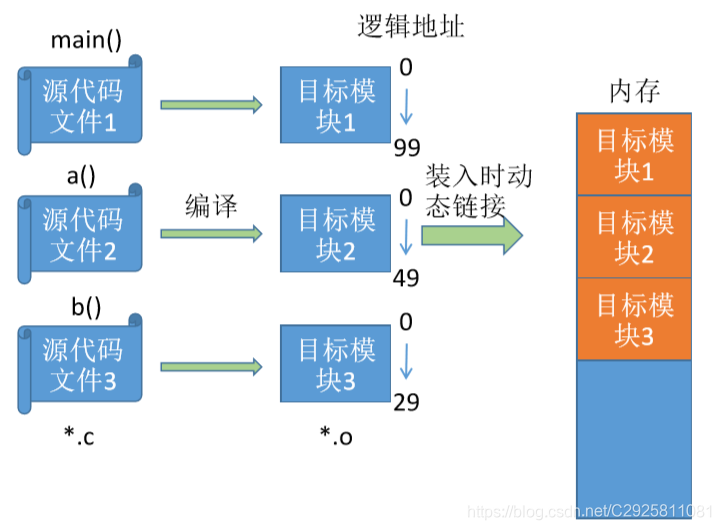 逻辑地址
main()
源代码
文件1
目标模
块1
0
99
内存
目标模
块1
目标模
块2
目标模
块3
a()
源代码
文件2
编译
目标模
块2
0
49
装入时动
态链接
b()
源代码
文件3
目标模
块3
0
29
*.c
*.o
https://blog.csdn.net/C2925811081